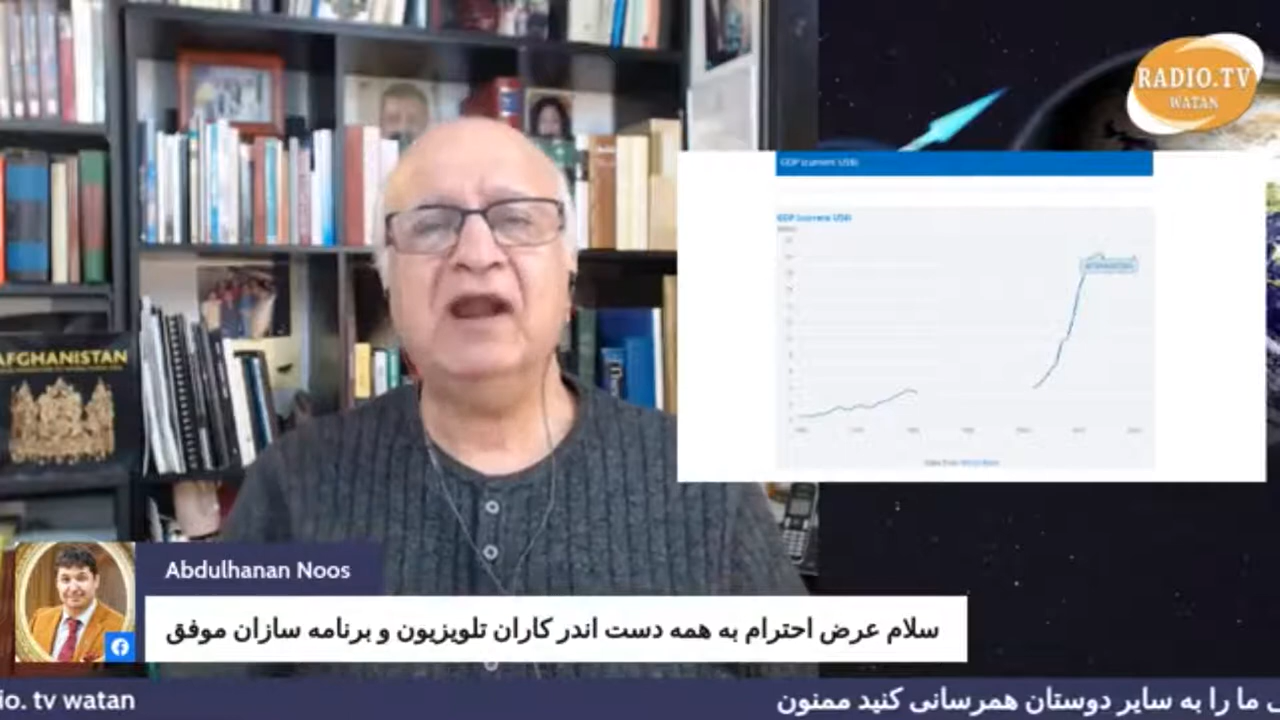 RADIO.TV
WATAN
GDP (current US$)
GDP (current US$)
AFGHANISTAN
AFGHANISTAN
Abdulhanan Noos
سلام عرض احترام به همه دست اندر کاران تلویزیون و برنامه سازان موفق
io. tv watan
ما را به سایر دوستان همرسانی کنید ممنون